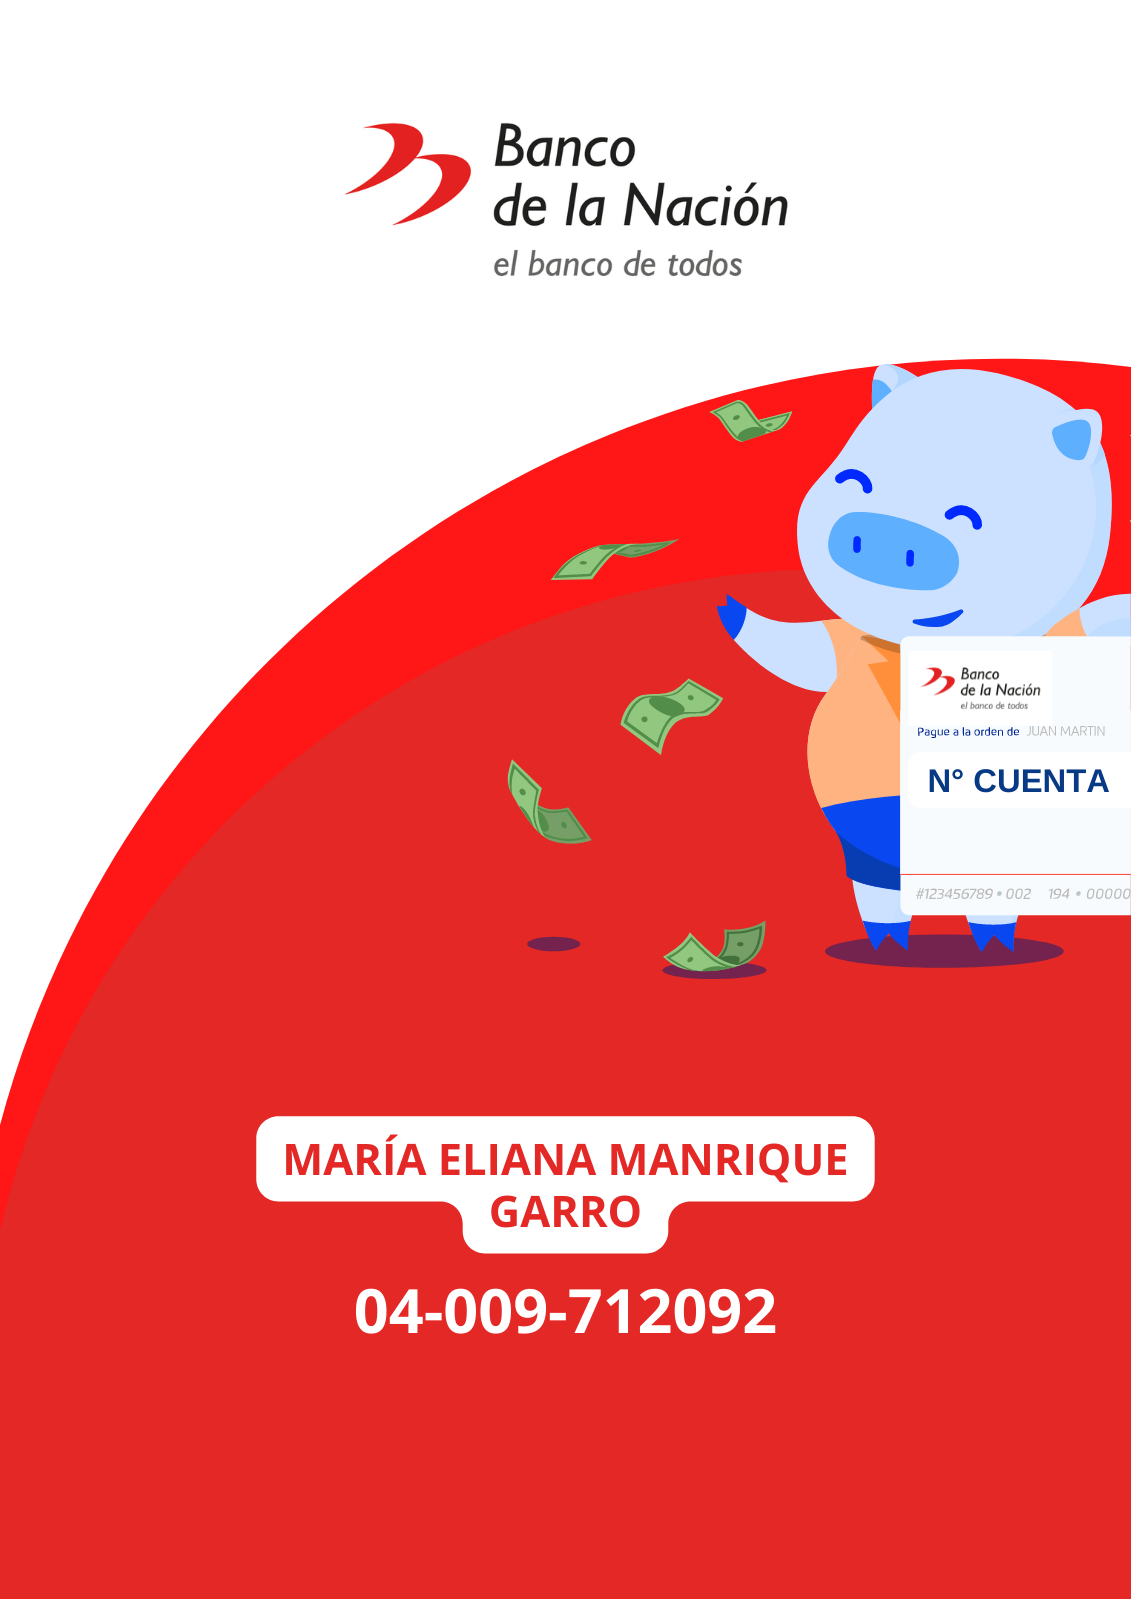 Banco
de la Nación
el banco de todos
Banco
de la Nación
el banco de todos
Pague a la orden de JUAN MARTIN
N° CUENTA
#123456789 • 002 194 • 00000
MARÍA ELIANA MANRIQUE
GARRO
04-009-712092